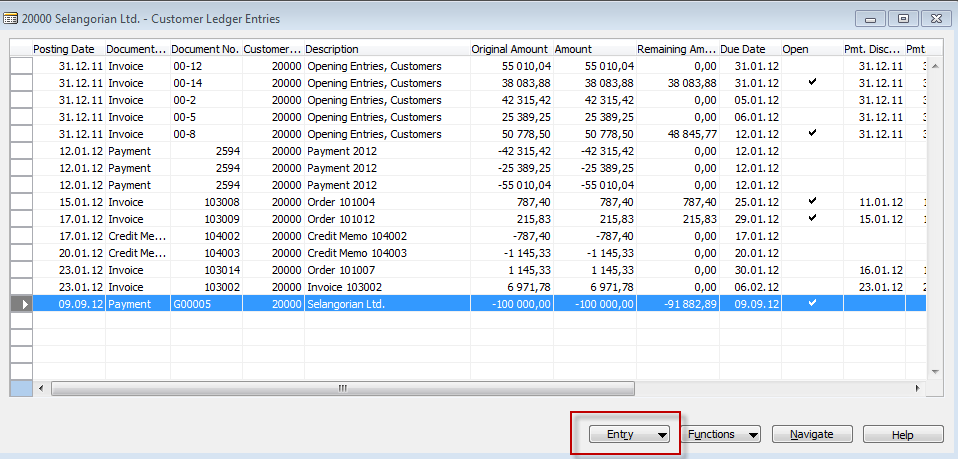 20000 Selangorian Ltd. - Customer Ledger Entries
Posting Date Document... Document No. Customer... Description Original Amount Amount Remaining Am... Due Date Open Pmt. Disc... Pmt
31.12.11 Invoice 00-12 20000 Opening Entries, Customers 55 010,04 55 010,04 0,00 31.01.12 31.12.11
31.12.11 Invoice 00-14 20000 Opening Entries, Customers 38 083,88 38 083,88 38 083,88 31.01.12 ✔ 31.12.11
31.12.11 Invoice 00-2 20000 Opening Entries, Customers 42 315,42 42 315,42 0,00 05.01.12 31.12.11
31.12.11 Invoice 00-5 20000 Opening Entries, Customers 25 389,25 25 389,25 0,00 06.01.12 31.12.11
31.12.11 Invoice 00-8 20000 Opening Entries, Customers 50 778,50 50 778,50 48 845,77 12.01.12 ✔ 31.12.11
12.01.12 Payment 2594 20000 Payment 2012 -42 315,42 -42 315,42 0,00 12.01.12
12.01.12 Payment 2594 20000 Payment 2012 -25 389,25 -25 389,25 0,00 12.01.12
12.01.12 Payment 2594 20000 Payment 2012 -55 010,04 -55 010,04 0,00 12.01.12
15.01.12 Invoice 103008 20000 Order 101004 787,40 787,40 787,40 25.01.12 ✔ 11.01.12
17.01.12 Invoice 103009 20000 Order 101012 215,83 215,83 215,83 29.01.12 ✔ 15.01.12
17.01.12 Credit Me... 104002 20000 Credit Memo 104002 -787,40 -787,40 0,00 17.01.12
20.01.12 Credit Me... 104003 20000 Credit Memo 104003 -1 145,33 -1 145,33 0,00 20.01.12
23.01.12 Invoice 103014 20000 Order 101007 1 145,33 1 145,33 0,00 30.01.12 16.01.12
23.01.12 Invoice 103002 20000 Invoice 103002 6 971,78 6 971,78 0,00 06.02.12 23.01.12
09.09.12 Payment G00005 20000 Selangorian Ltd. -100 000,00 -100 000,00 -91 882,89 09.09.12 ✔
Entry Functions Navigate Help